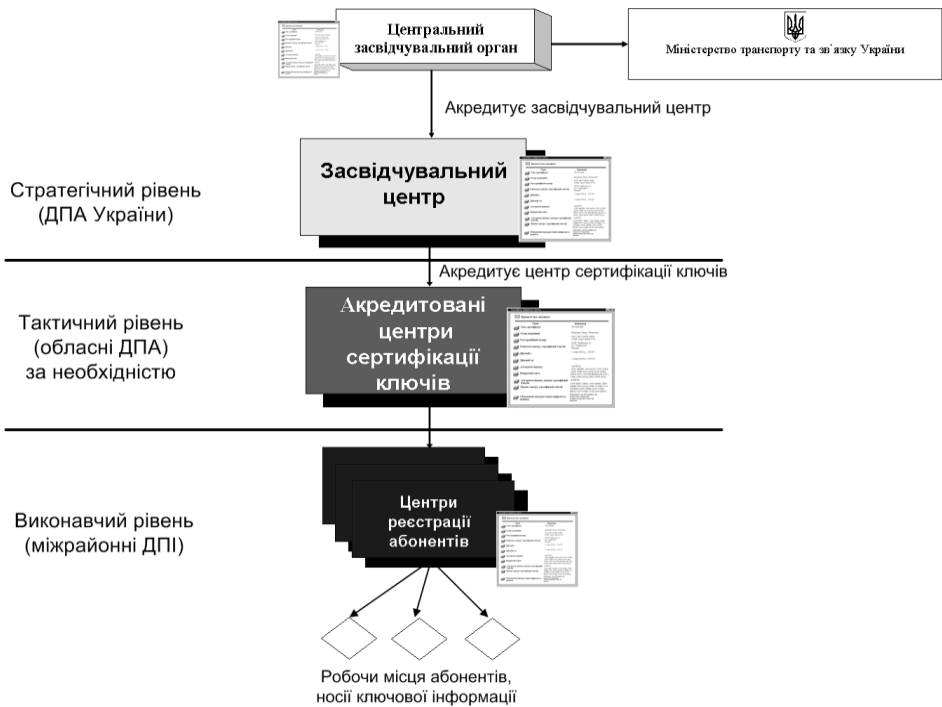 Центральний
засвідчувальний орган
Міністерство транспорту та зв`язку України
Акредитує засвідчувальний центр
Засвідчувальний
центр
Стратегічний рівень
(ДПА України)
Акредитує центр сертифікації ключів
Акредитовані
центри
сертифікації
ключів
Тактичний рівень
(обласні ДПА)
за необхідністю
Центри
реєстрації
абонентів
Виконавчий рівень
(міжрайонні ДПІ)
Робочи місця абонентів,
носії ключової інформації